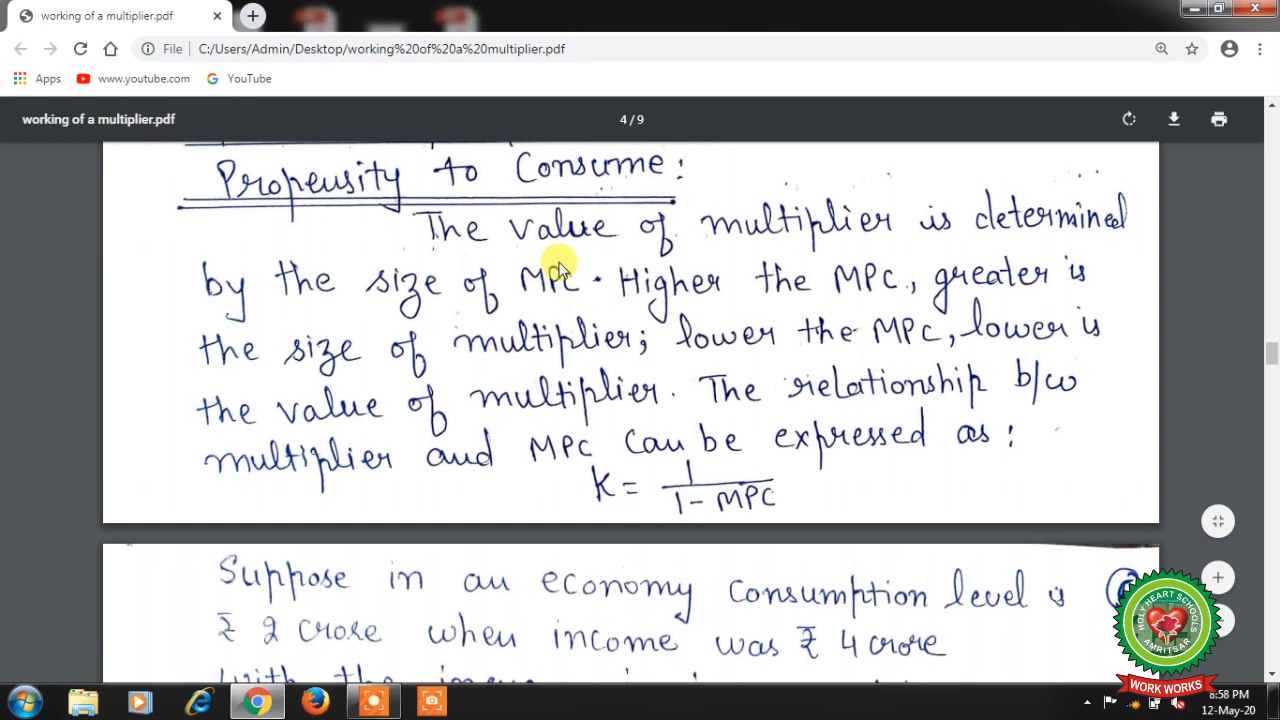 working of a multiplier.pdf
File
C:/Users/Admin/Desktop/working%20of%20a%20multiplier.pdf
Apps
www.youtube.com
YouTube
working of a multiplier.pdf
4 / 9
Propensity to Consume :
The value of multiplier is determined
by the size of MPC. Higher the MPC, greater is
the size of multiplier; lower the MPC, lower is
the value of multiplier. The relationship b/w
multiplier and MPC can be expressed as :
K = 1 / 1 - MPC
Suppose in an economy consumption level is
₹ 2 crore when income was ₹ 4 crore
HOLY HEART SCHOOLS
AMRITSAR
WORK WORKS
8:58 PM
12-May-20